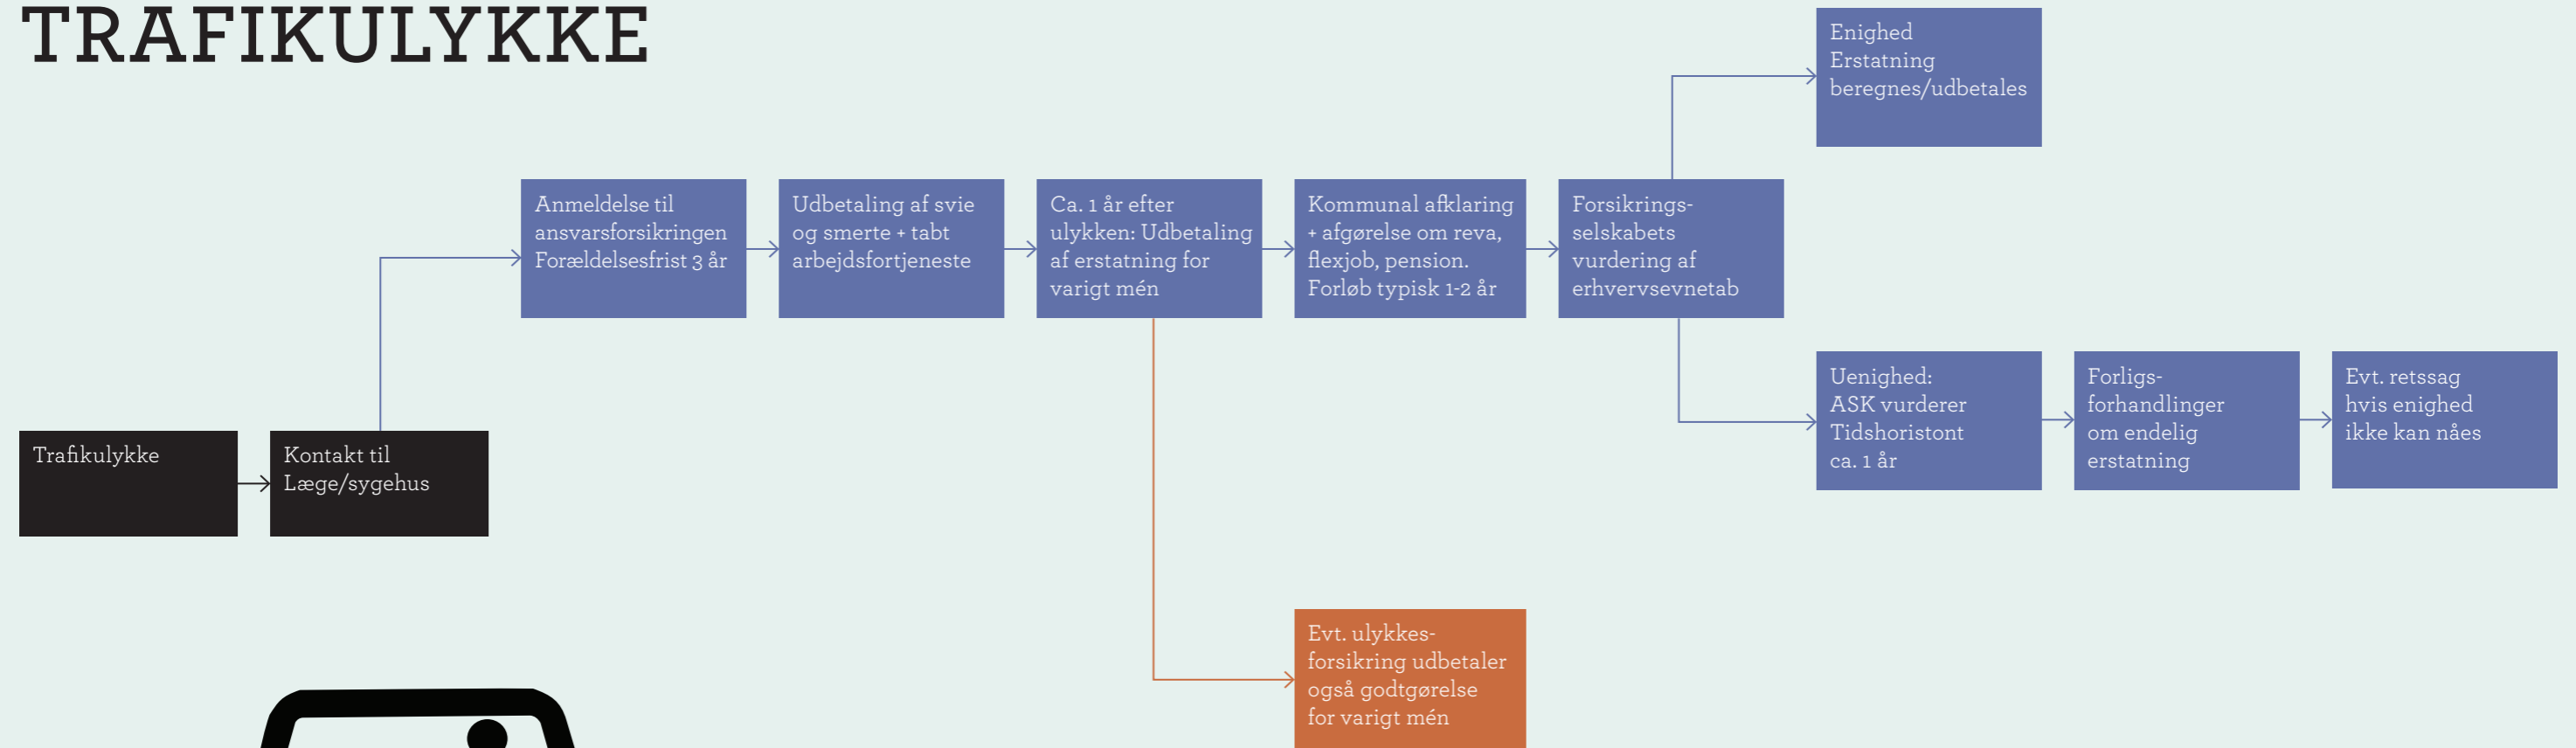 TRAFIKULYKKE
Enighed
Erstatning
beregnes/udbetales
Anmeldelse til
ansvarsforsikringen
Forældelsesfrist 3 år
Udbetaling af svie
og smerte + tabt
arbejdsfortjeneste
Ca. 1 år efter
ulykken: Udbetaling
af erstatning for
varigt mén
Kommunal afklaring
+ afgørelse om reva,
flexjob, pension.
Forløb typisk 1-2 år
Forsikrings-
selskabets
vurdering af
erhvervsevnetab
Uenighed:
ASK vurderer
Tidshoristont
ca. 1 år
Forligs-
forhandlinger
om endelig
erstatning
Evt. retssag
hvis enighed
ikke kan nåes
Trafikulykke
Kontakt til
Læge/sygehus
Evt. ulykkes-
forsikring udbetaler
også godtgørelse
for varigt mén